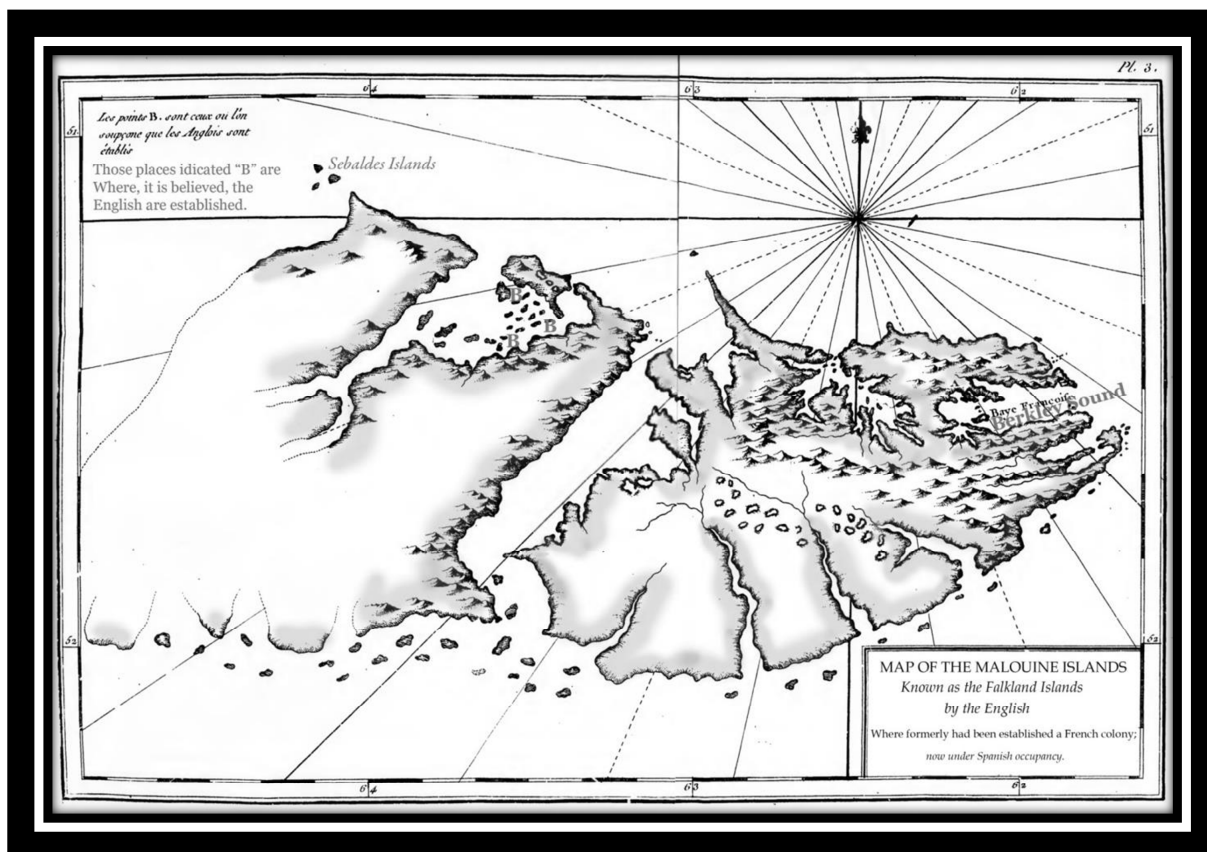 Pl. 3.
64
63
62
51
51
Les points B. sont ceux ou l'on
soupçone que les Anglois sont
établis
Those places idicated "B" are
Where, it is believed, the
English are established.
Sebaldes Islands
B
B
B
Baye Francoise
Berkley Sound
52
52
MAP OF THE MALOUINE ISLANDS
Known as the Falkland Islands
by the English
Where formerly had been established a French colony;
now under Spanish occupancy.
64
63
62